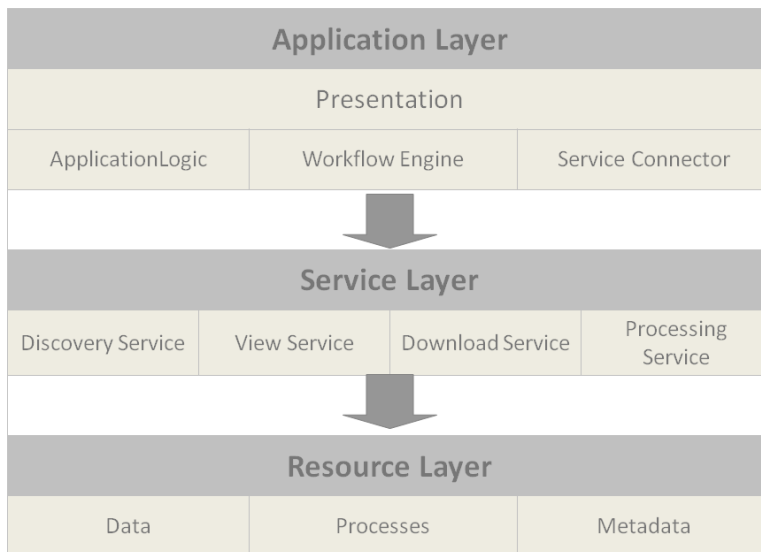 Application Layer
Presentation
ApplicationLogic
Workflow Engine
Service Connector
Service Layer
Discovery Service
View Service
Download Service
Processing
Service
Resource Layer
Data
Processes
Metadata